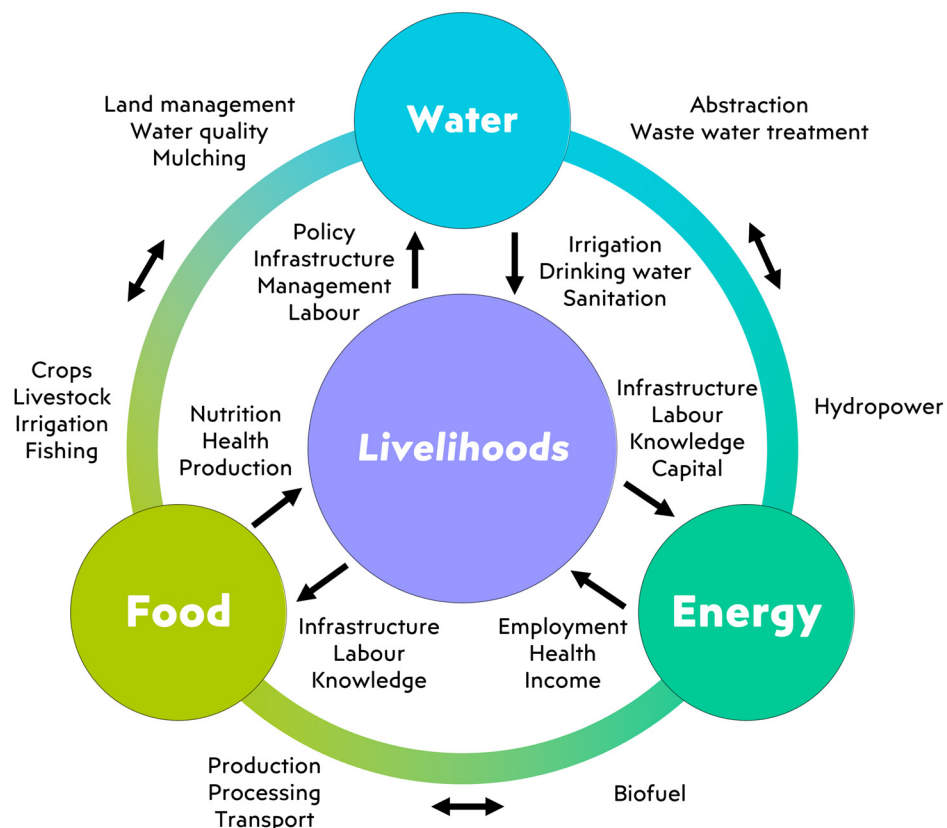 Water
Land management
Water quality
Mulching
Abstraction
Waste water treatment
Policy
Infrastructure
Management
Labour
Irrigation
Drinking water
Sanitation
Crops
Livestock
Irrigation
Fishing
Nutrition
Health
Production
Livelihoods
Infrastructure
Labour
Knowledge
Capital
Hydropower
Food
Energy
Infrastructure
Labour
Knowledge
Employment
Health
Income
Production
Processing
Transport
Biofuel